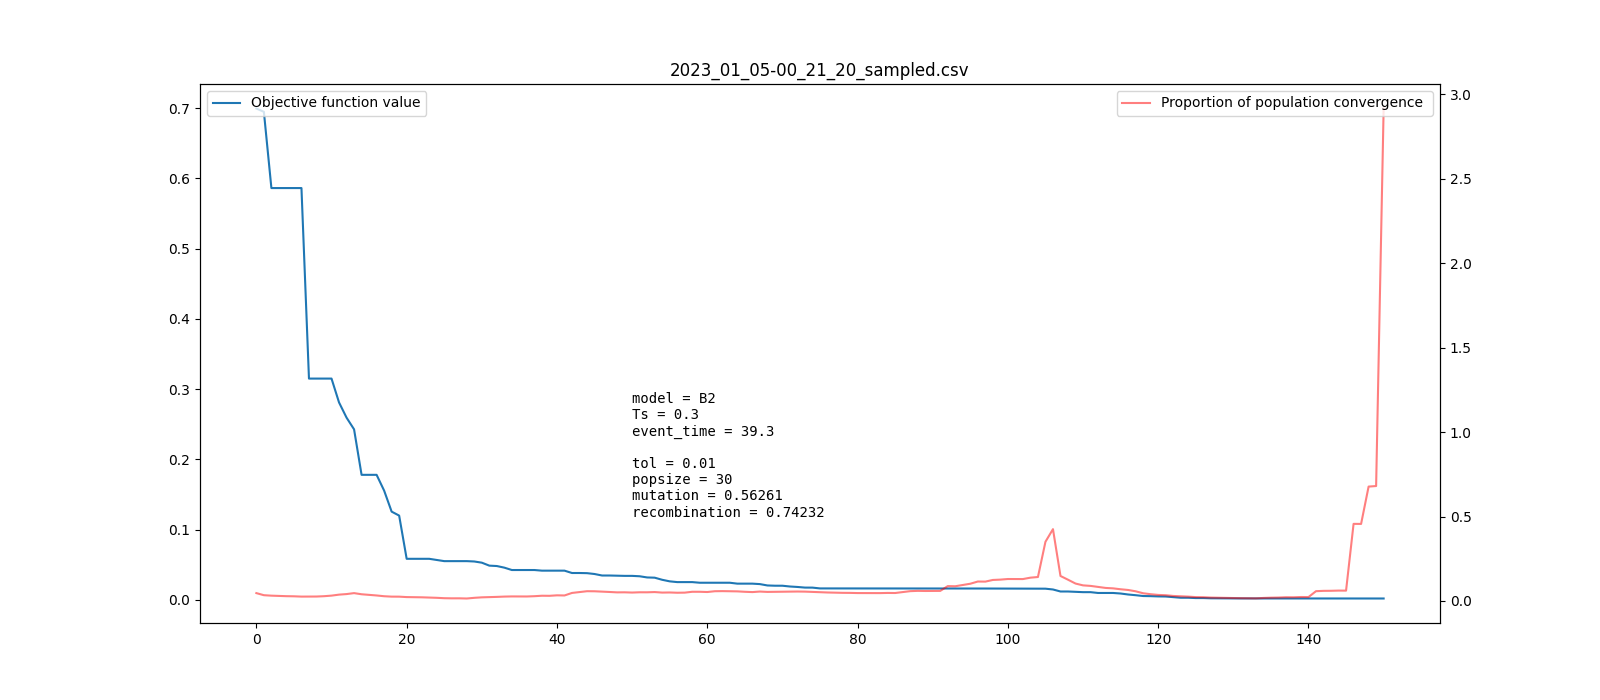 2023_01_05-00_21_20_sampled.csv
Objective function value
Proportion of population convergence
0.7
0.6
0.5
0.4
0.3
0.2
0.1
0.0
3.0
2.5
2.0
1.5
1.0
0.5
0.0
model = B2
Ts = 0.3
event_time = 39.3
tol = 0.01
popsize = 30
mutation = 0.56261
recombination = 0.74232
0 20 40 60 80 100 120 140